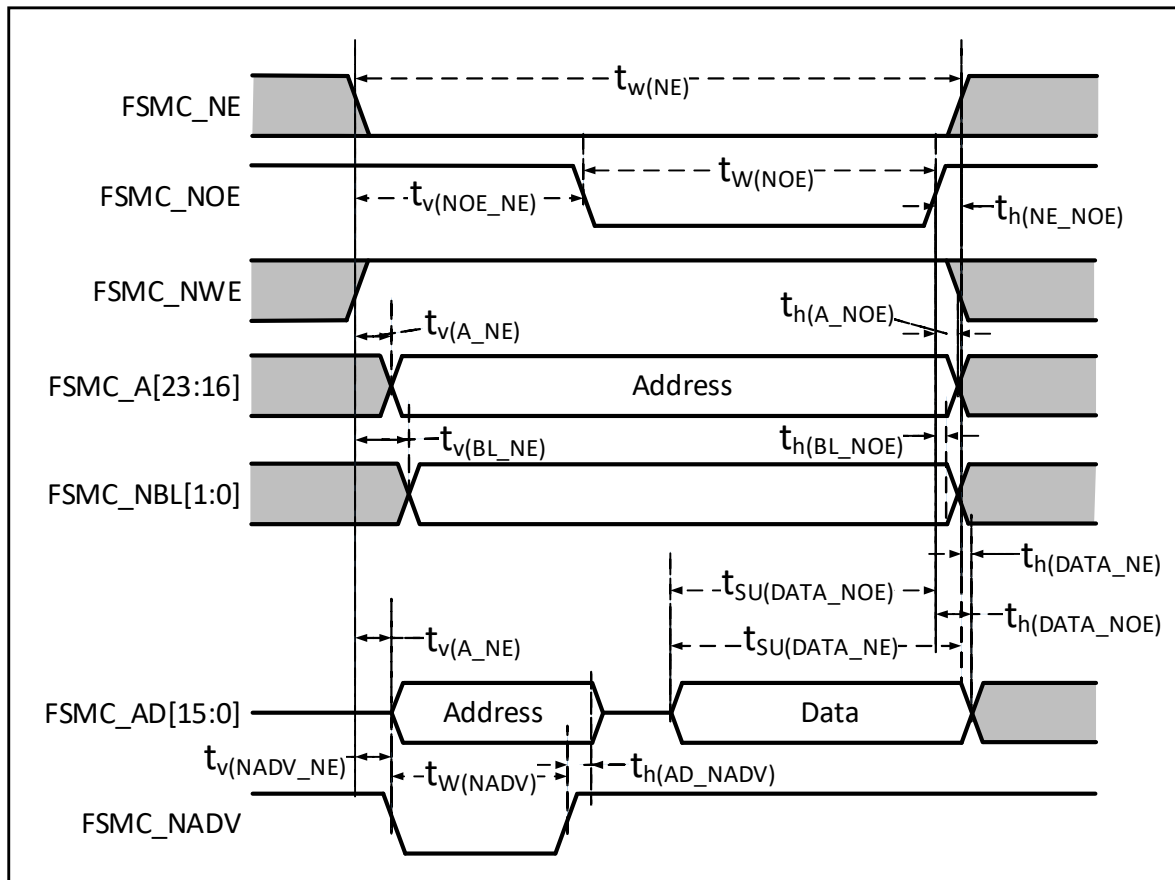 t_w(NE)
FSMC_NE
t_W(NOE)
FSMC_NOE
t_v(NOE_NE)
t_h(NE_NOE)
FSMC_NWE
t_v(A_NE)
t_h(A_NOE)
FSMC_A[23:16]
Address
t_v(BL_NE)
t_h(BL_NOE)
FSMC_NBL[1:0]
t_h(DATA_NE)
t_SU(DATA_NOE)
t_h(DATA_NOE)
t_v(A_NE)
t_SU(DATA_NE)
FSMC_AD[15:0]
Address
Data
t_v(NADV_NE)
t_W(NADV)
t_h(AD_NADV)
FSMC_NADV